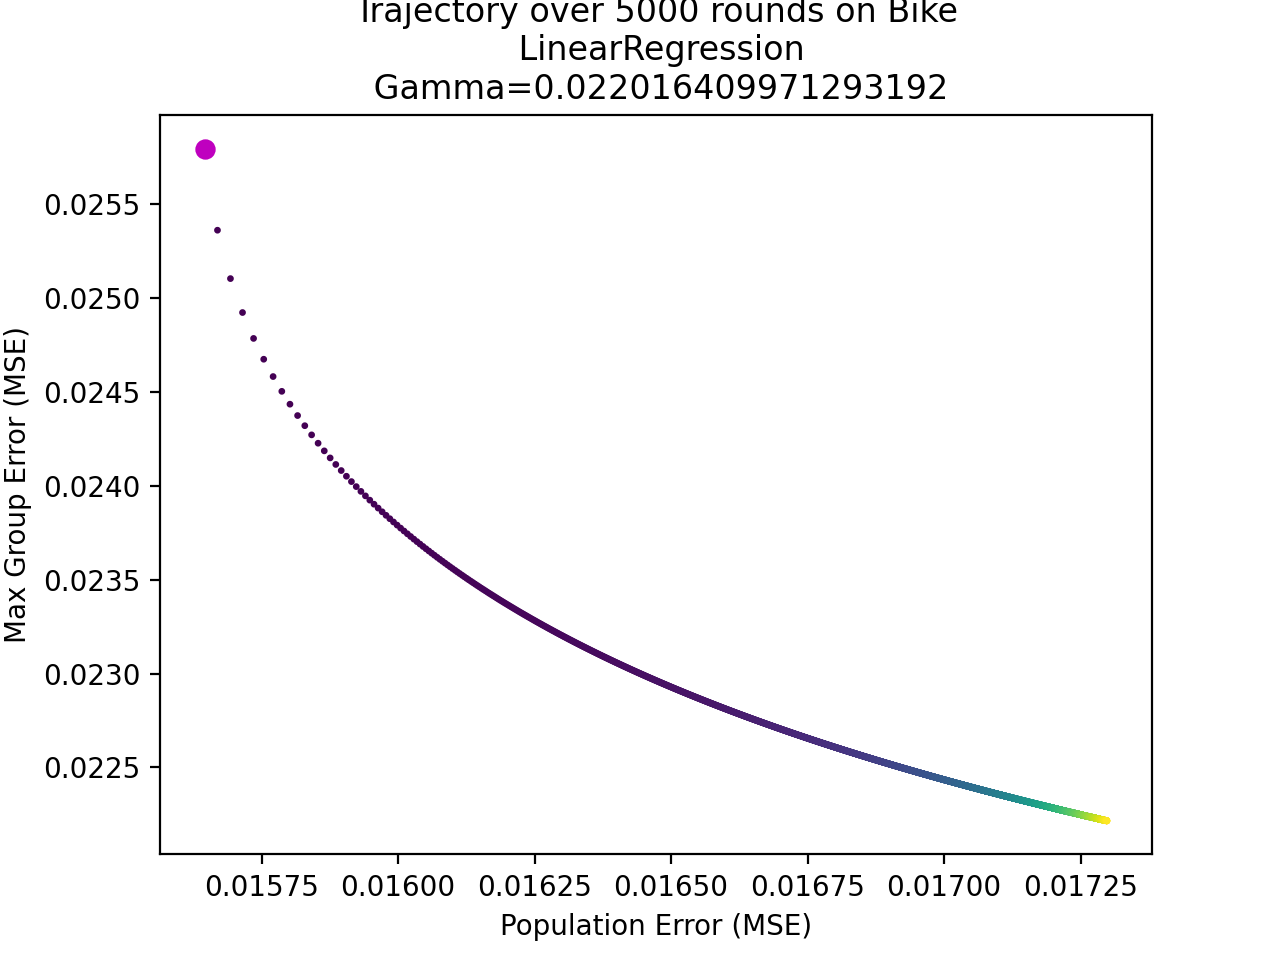 Trajectory over 5000 rounds on Bike
LinearRegression
Gamma=0.022016409971293192
Max Group Error (MSE)
0.0255
0.0250
0.0245
0.0240
0.0235
0.0230
0.0225
0.01575 0.01600 0.01625 0.01650 0.01675 0.01700 0.01725
Population Error (MSE)